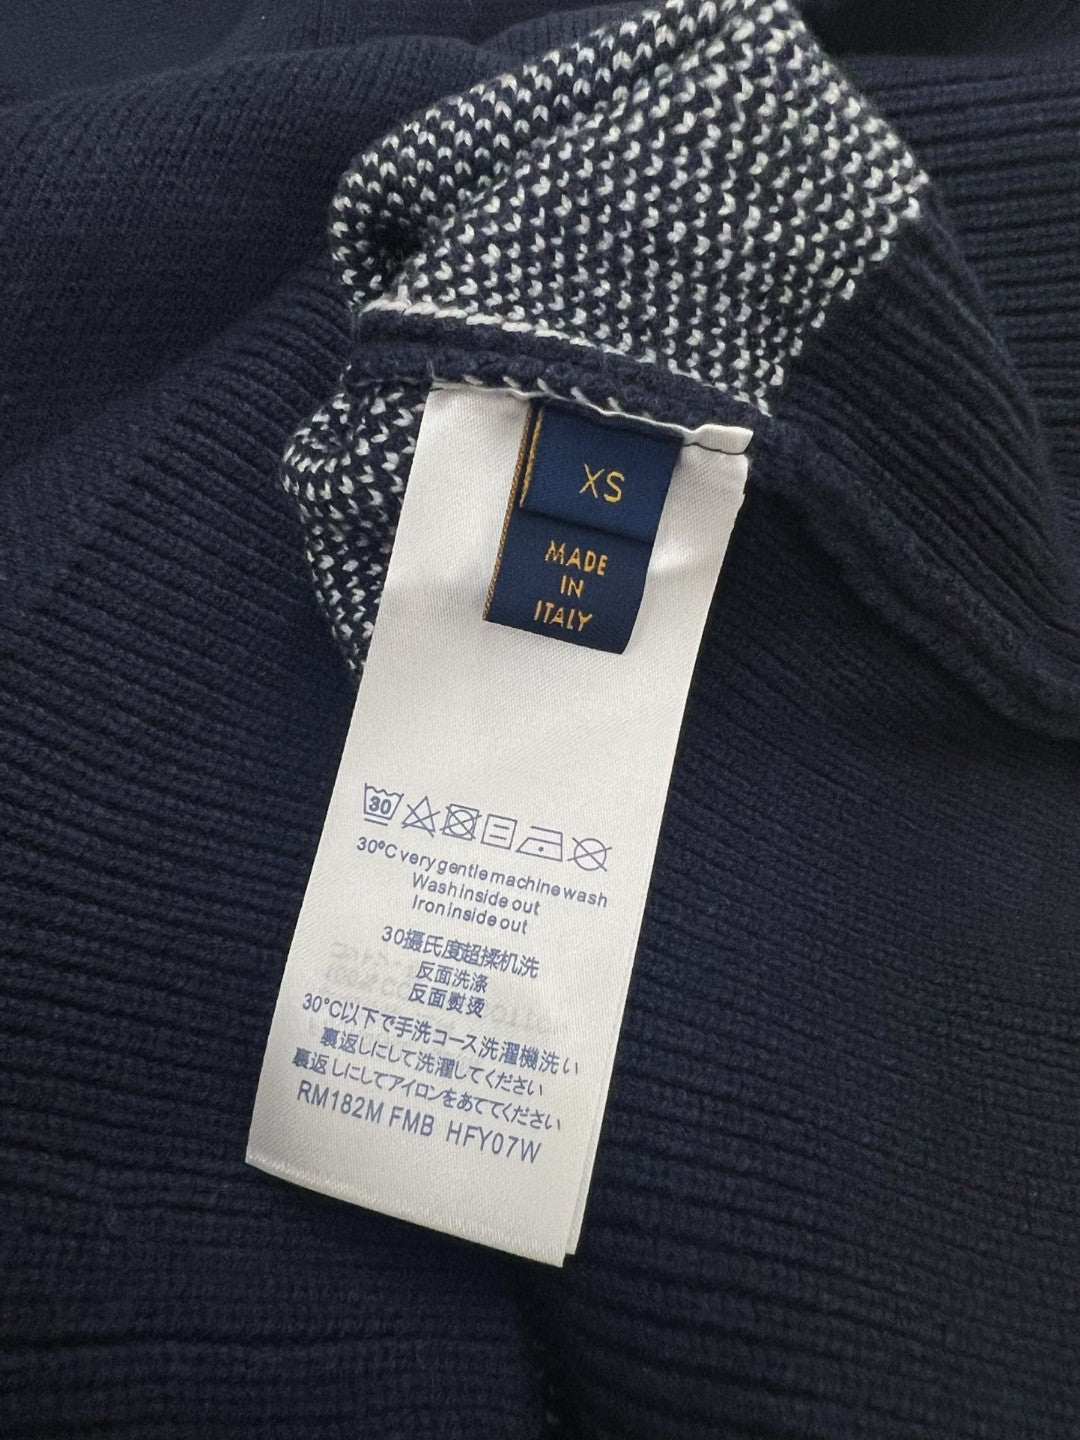 XS
MADE
IN
ITALY
30
30°C very gentle machine wash
Wash inside out
Iron inside out
30摄氏度超揉机洗
反面洗涤
反面熨烫
30°C以下で手洗コース洗濯機洗い
裏返しにして洗濯してください
裏返しにしてアイロンをあててください
RM182M FMB HFY07W